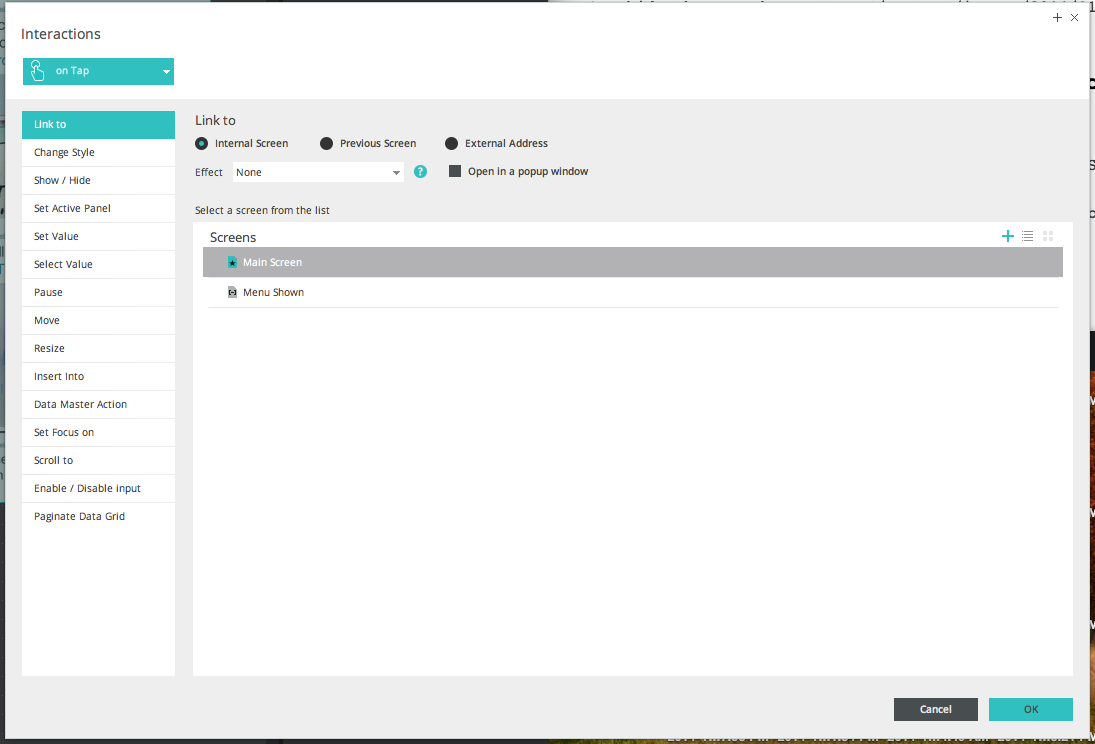 Interactions
on Tap
Link to
Change Style
Show / Hide
Set Active Panel
Set Value
Select Value
Pause
Move
Resize
Insert Into
Data Master Action
Set Focus on
Scroll to
Enable / Disable input
Paginate Data Grid
Link to
Internal Screen Previous Screen External Address
Effect None ? Open in a popup window
Select a screen from the list
Screens
Main Screen
Menu Shown
Cancel OK